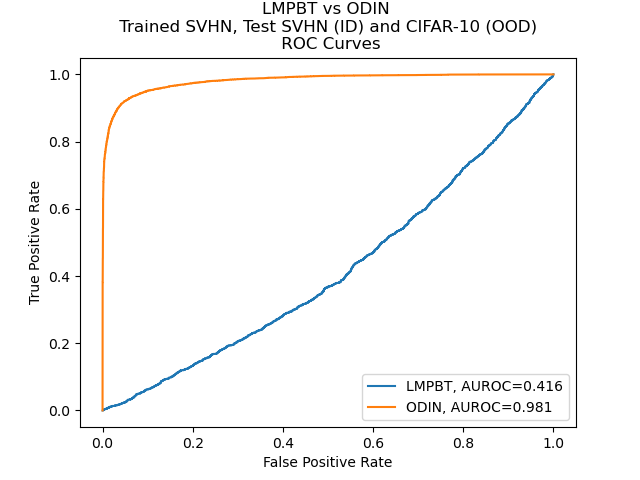 LMPBT vs ODIN
Trained SVHN, Test SVHN (ID) and CIFAR-10 (OOD)
ROC Curves
1.0
0.8
0.6
0.4
0.2
0.0
True Positive Rate
LMPBT, AUROC=0.416
ODIN, AUROC=0.981
0.0 0.2 0.4 0.6 0.8 1.0
False Positive Rate